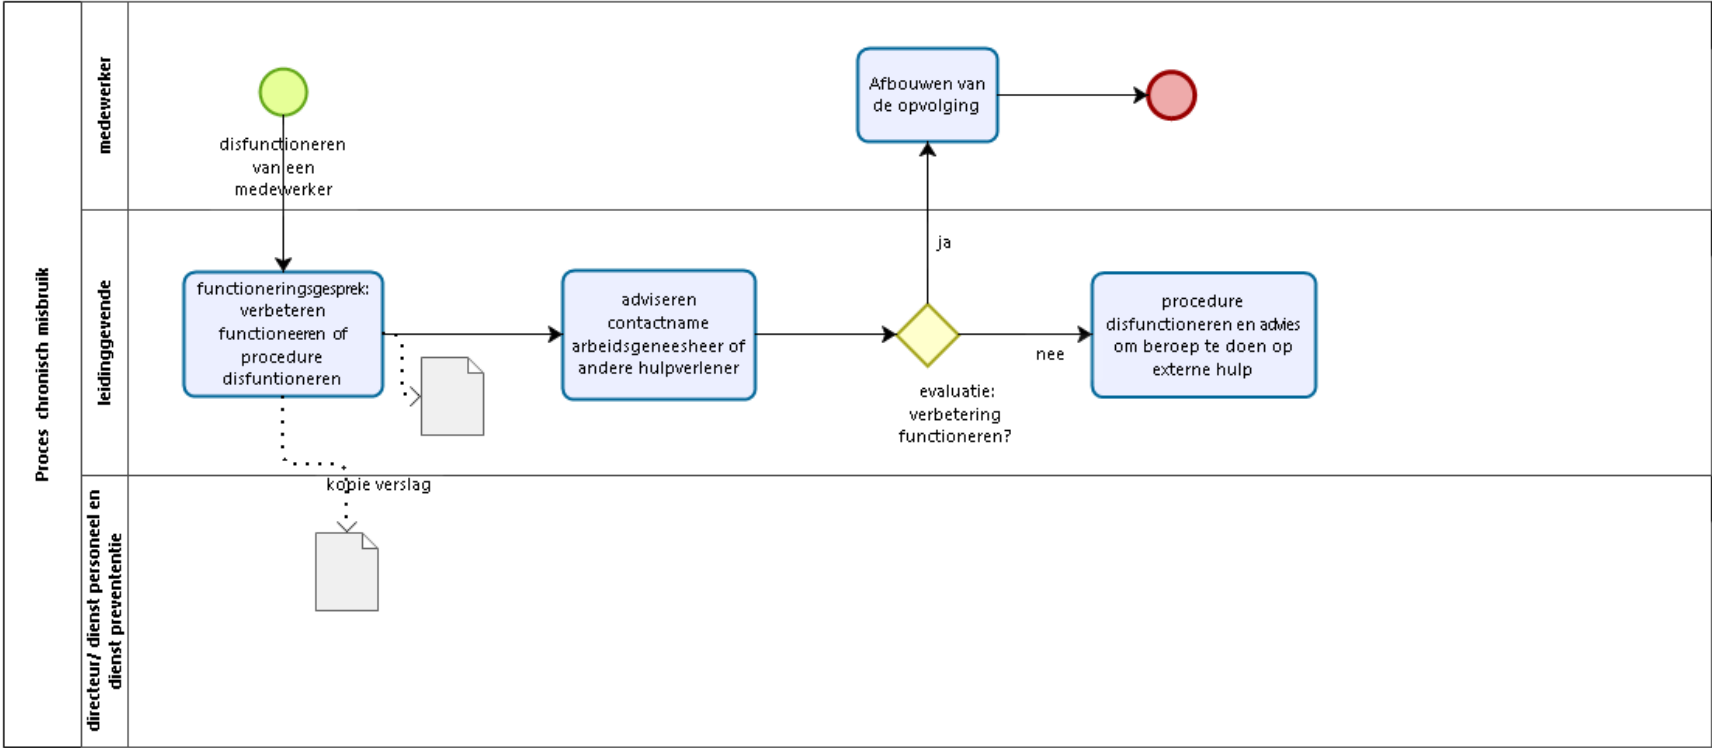 Proces chronisch misbruik
medewerker
disfunctioneren
van een
medewerker
Afbouwen van
de opvolging
leidinggevende
functioneringsgesprek:
verbeteren
functioneeren of
procedure
disfuntioneren
adviseren
contactname
arbeidsgeneesheer of
andere hulpverlener
ja
evaluatie:
verbetering
functioneren?
nee
procedure
disfunctioneren en advies
om beroep te doen op
externe hulp
directeur/ dienst personeel en
dienst prevententie
kopie verslag